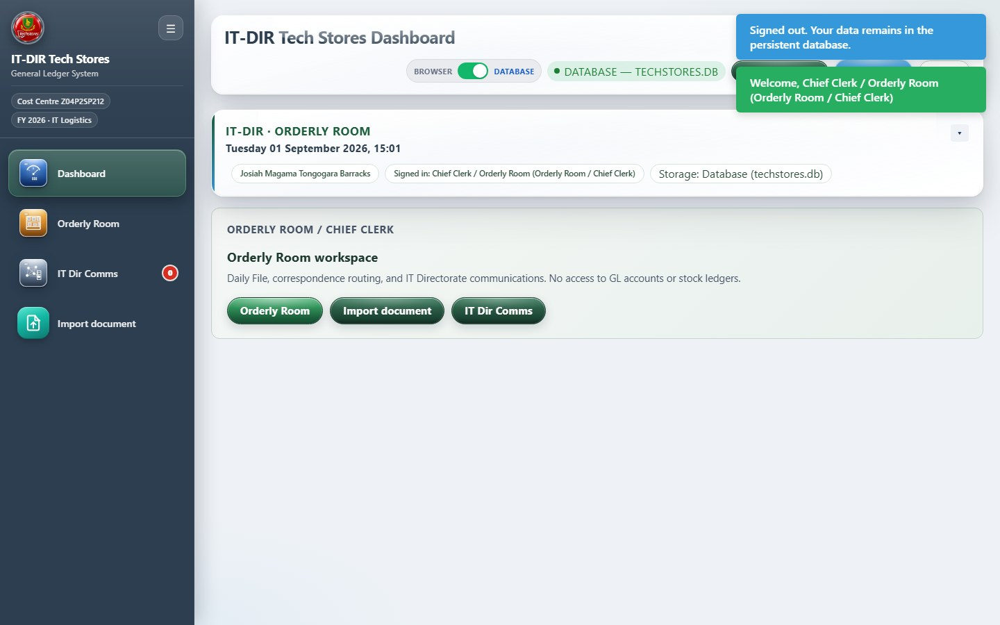 TECHSTORES
☰
IT-DIR Tech Stores
General Ledger System
Cost Centre Z04P2SP212
FY 2026 · IT Logistics
Dashboard
Orderly Room
IT Dir Comms
0
Import document
IT-DIR Tech Stores Dashboard
BROWSER
DATABASE
DATABASE — TECHSTORES.DB
Signed out. Your data remains in the
persistent database.
Welcome, Chief Clerk / Orderly Room
(Orderly Room / Chief Clerk)
IT-DIR · ORDERLY ROOM
Tuesday 01 September 2026, 15:01
Josiah Magama Tongogara Barracks
Signed in: Chief Clerk / Orderly Room (Orderly Room / Chief Clerk)
Storage: Database (techstores.db)
ORDERLY ROOM / CHIEF CLERK
Orderly Room workspace
Daily File, correspondence routing, and IT Directorate communications. No access to GL accounts or stock ledgers.
Orderly Room
Import document
IT Dir Comms